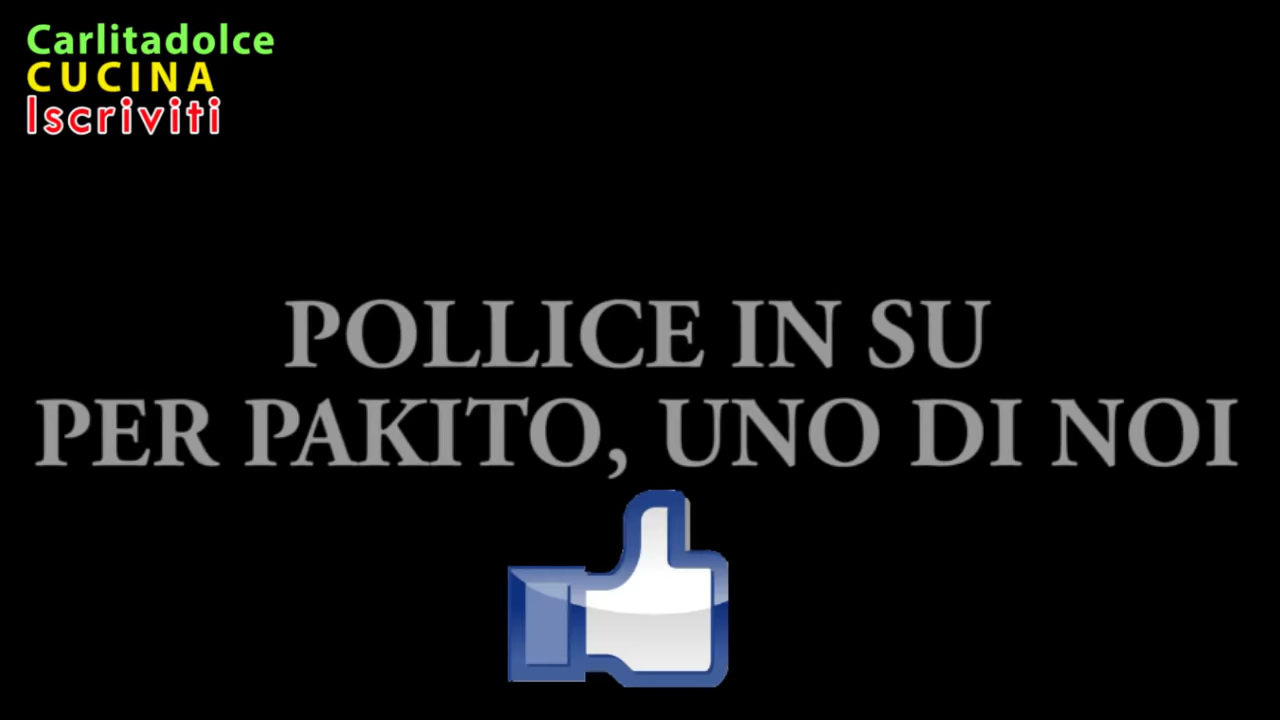 Carlitadolce
CUCINA
Iscriviti
POLLICE IN SU
PER PAKITO, UNO DI NOI